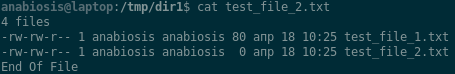 anabiosis@laptop:/tmp/dir1$ cat test_file_2.txt
4 files
-rw-rw-r-- 1 anabiosis anabiosis 80 апр 18 10:25 test_file_1.txt
-rw-rw-r-- 1 anabiosis anabiosis  0 апр 18 10:25 test_file_2.txt
End Of File